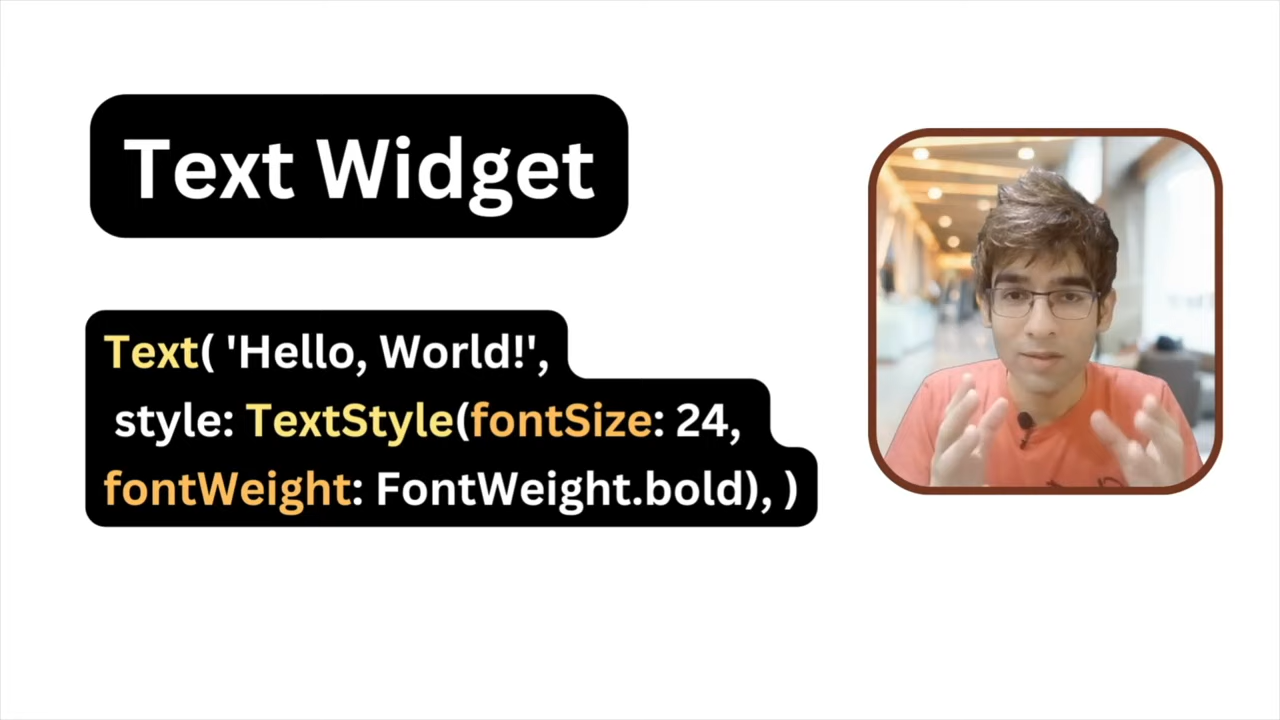 Text Widget
Text( 'Hello, World!',
style: TextStyle(fontSize: 24,
fontWeight: FontWeight.bold), )